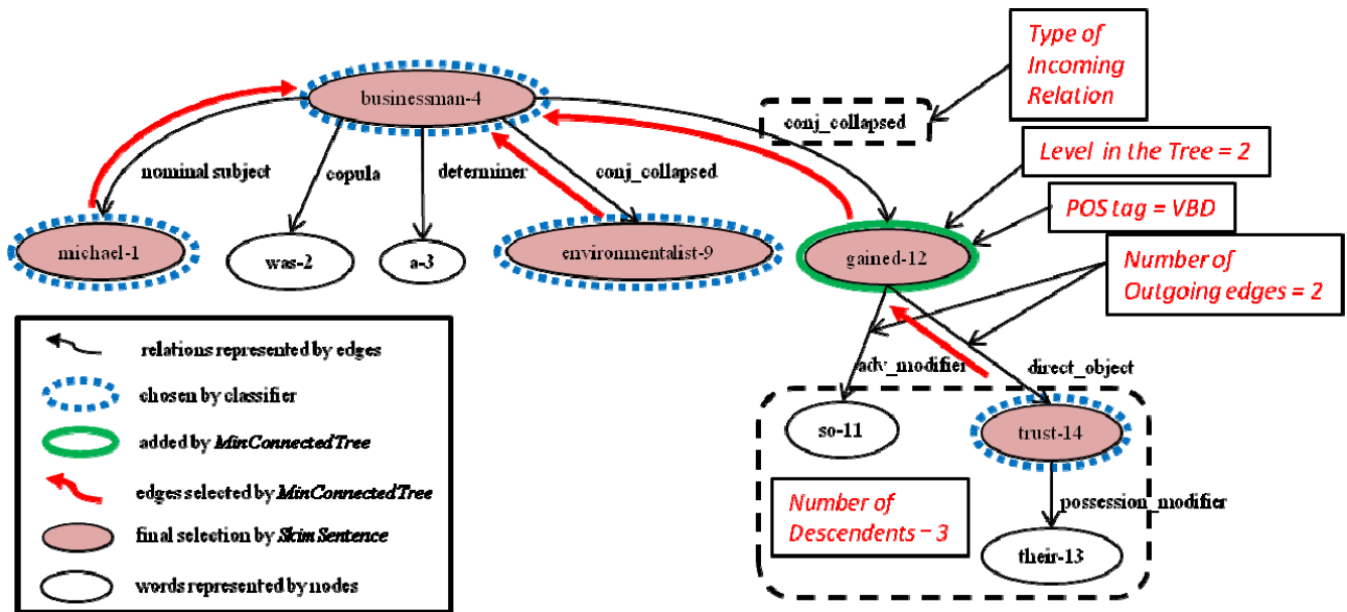 Type of
Incoming
Relation
businessman-4
conj_collapsed
Level in the Tree = 2
nominal subject
copula
determiner
conj_collapsed
POS tag = VBD
michael-1
was-2
a-3
environmentalist-9
gained-12
Number of
Outgoing edges = 2
relations represented by edges
chosen by classifier
added by MinConnectedTree
edges selected by MinConnectedTree
final selection by SkimSentence
words represented by nodes
adv_modifier
direct_object
so-11
trust-14
Number of
Descendents = 3
possession_modifier
their-13